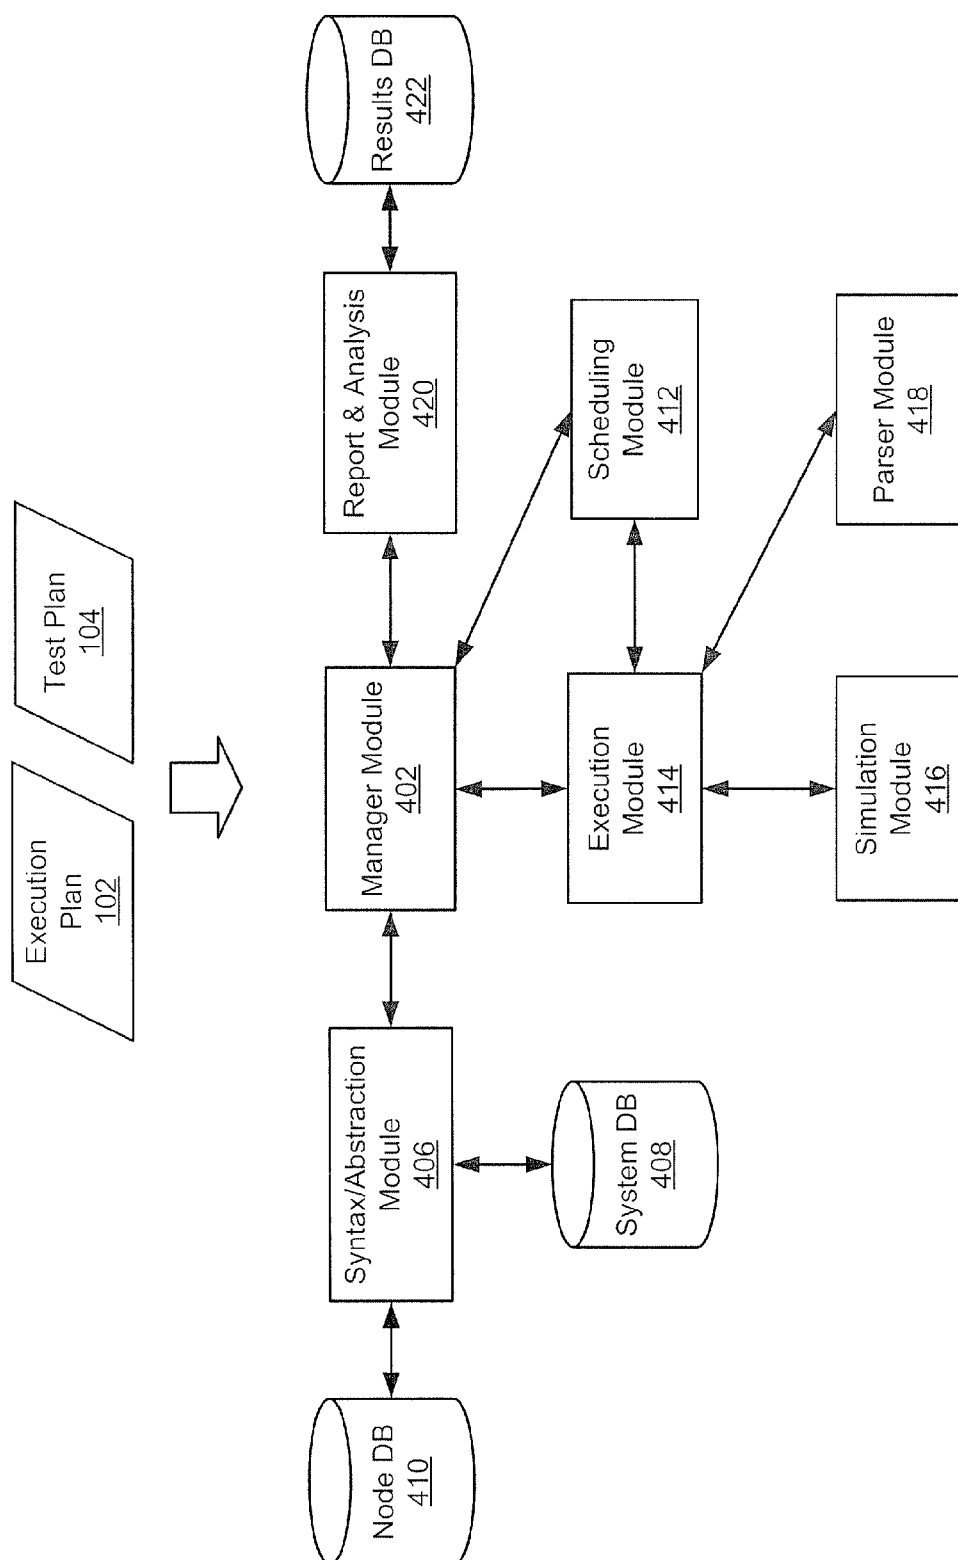 Execution
Plan
102
Test Plan
104
Node DB
410
Syntax/Abstraction
Module
406
Manager Module
402
Report & Analysis
Module
420
Results DB
422
System DB
408
Execution
Module
414
Scheduling
Module
412
Simulation
Module
416
Parser Module
418